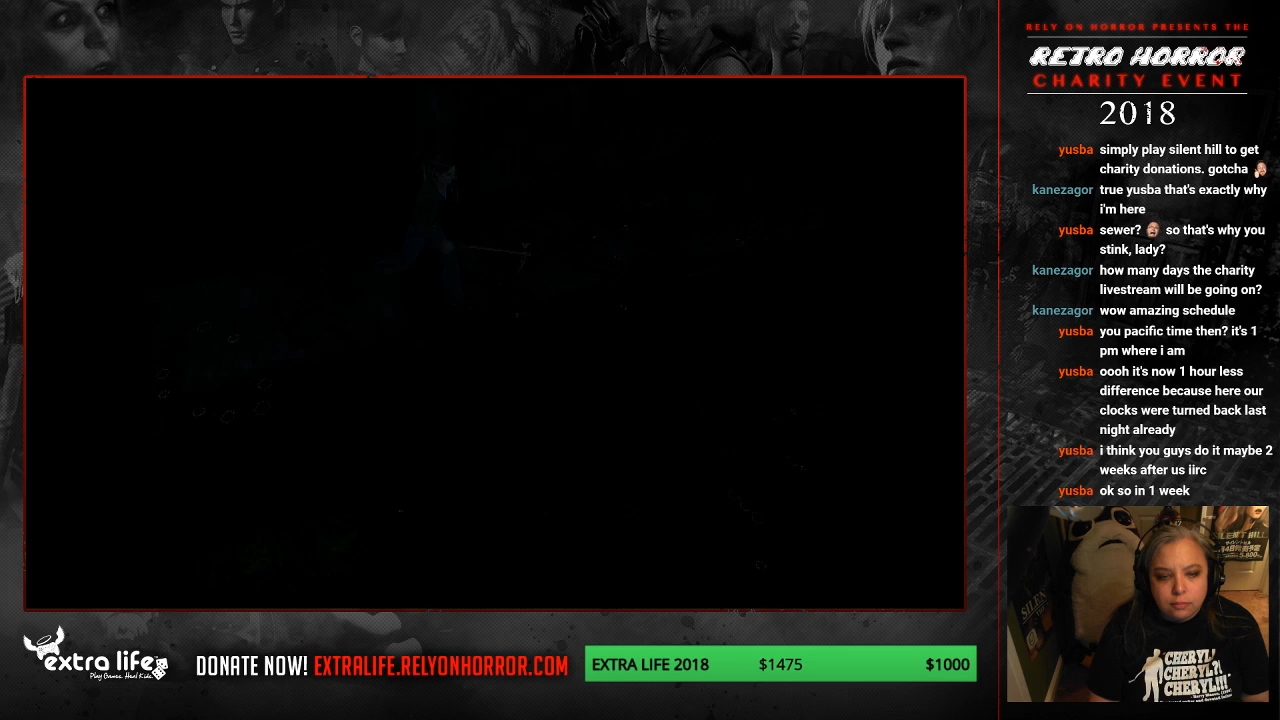 RELY ON HORROR PRESENTS THE
RETRO HORROR
CHARITY EVENT
2018
yusba simply play silent hill to get
charity donations. gotcha
kanezagor true yusba that's exactly why
i'm here
yusba sewer? so that's why you
stink, lady?
kanezagor how many days the charity
livestream will be going on?
kanezagor wow amazing schedule
yusba you pacific time then? it's 1
pm where i am
yusba oooh it's now 1 hour less
difference because here our
clocks were turned back last
night already
yusba i think you guys do it maybe 2
weeks after us iirc
yusba ok so in 1 week
SILENT HILL
CHERYL!
CHERYL?!
CHERYL!!!
extra life
Play Games. Heal Kids.
DONATE NOW! EXTRALIFE.RELYONHORROR.COM
EXTRA LIFE 2018 $1475 $1000